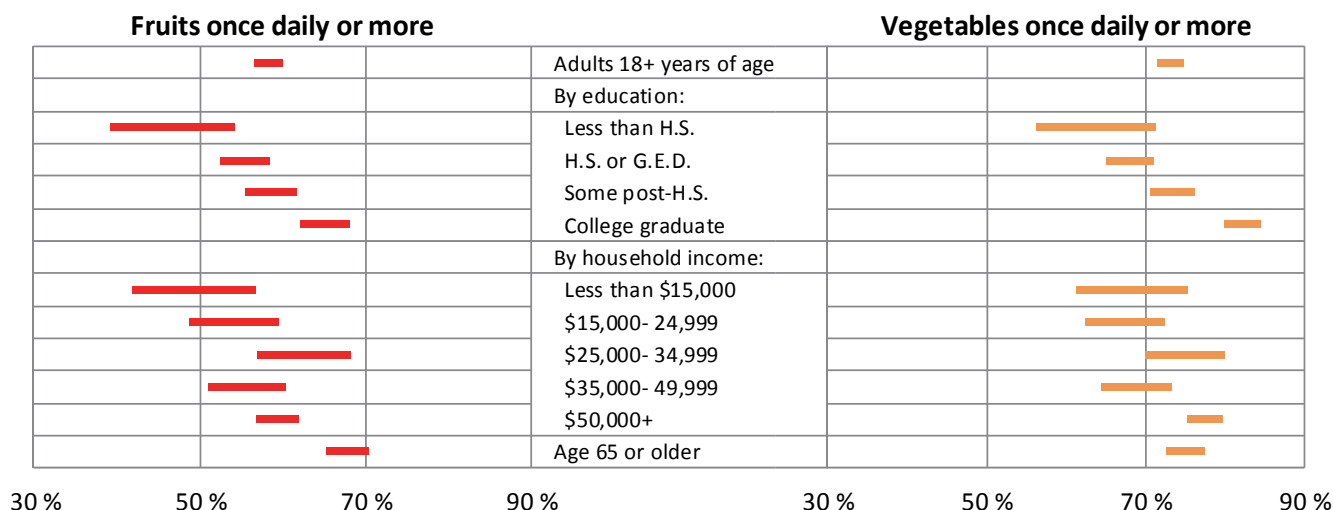 Fruits once daily or more
Vegetables once daily or more
Adults 18+ years of age
By education:
Less than H.S.
H.S. or G.E.D.
Some post-H.S.
College graduate
By household income:
Less than $15,000
$15,000- 24,999
$25,000- 34,999
$35,000- 49,999
$50,000+
Age 65 or older
30 % 50 % 70 % 90 % 30 % 50 % 70 % 90 %